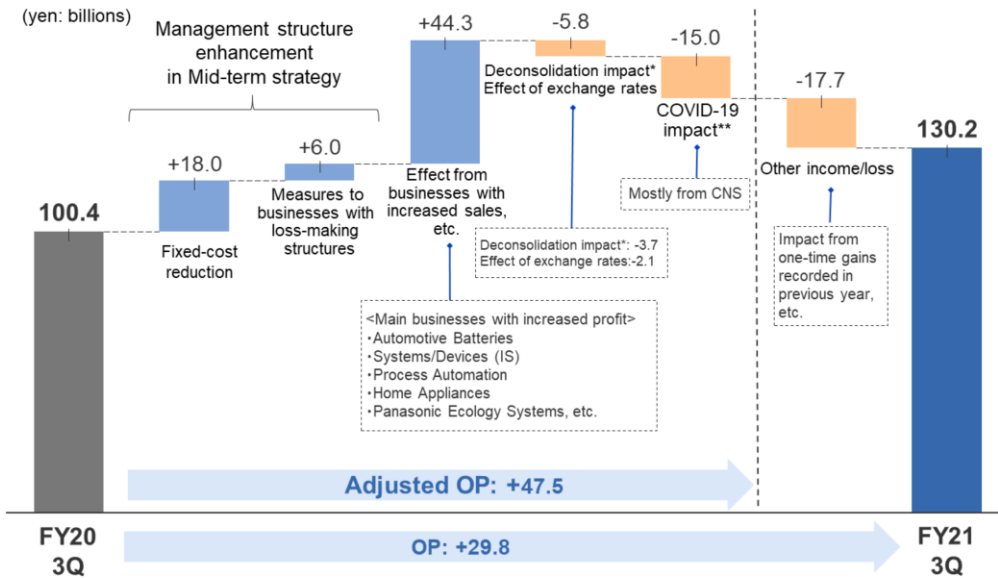 (yen: billions)
Management structure
enhancement
in Mid-term strategy
100.4
+18.0
Fixed-cost
reduction
+6.0
Measures to
businesses with
loss-making
structures
+44.3
Effect from
businesses with
increased sales,
etc.
<Main businesses with increased profit>
・Automotive Batteries
・Systems/Devices (IS)
・Process Automation
・Home Appliances
・Panasonic Ecology Systems, etc.
-5.8
Deconsolidation impact*
Effect of exchange rates
Deconsolidation impact*: -3.7
Effect of exchange rates:-2.1
-15.0
COVID-19
impact**
Mostly from CNS
-17.7
Other income/loss
Impact from
one-time gains
recorded in
previous year,
etc.
130.2
Adjusted OP: +47.5
FY20
3Q
OP: +29.8
FY21
3Q